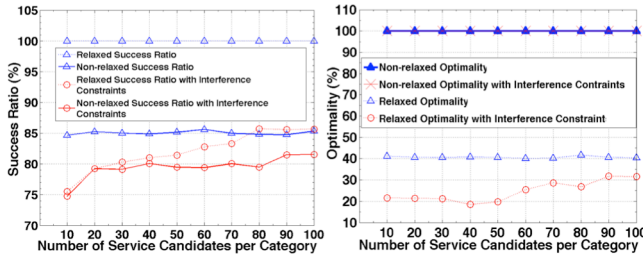 105
100
95
90
85
80
75
70
Success Ratio (%)
Relaxed Success Ratio
Non-relaxed Success Ratio
Relaxed Success Ratio with Interference
Constraints
Non-relaxed Success Ratio with Interference
Constraints
10 20 30 40 50 60 70 80 90 100
Number of Service Candidates per Category
110
100
90
80
70
60
50
40
30
20
10
Optimality (%)
Non-relaxed Optimality
Non-relaxed Optimality with Interference Contraints
Relaxed Optimality
Relaxed Optimality with Interference Constraint
10 20 30 40 50 60 70 80 90 100
Number of Service Candidates per Category